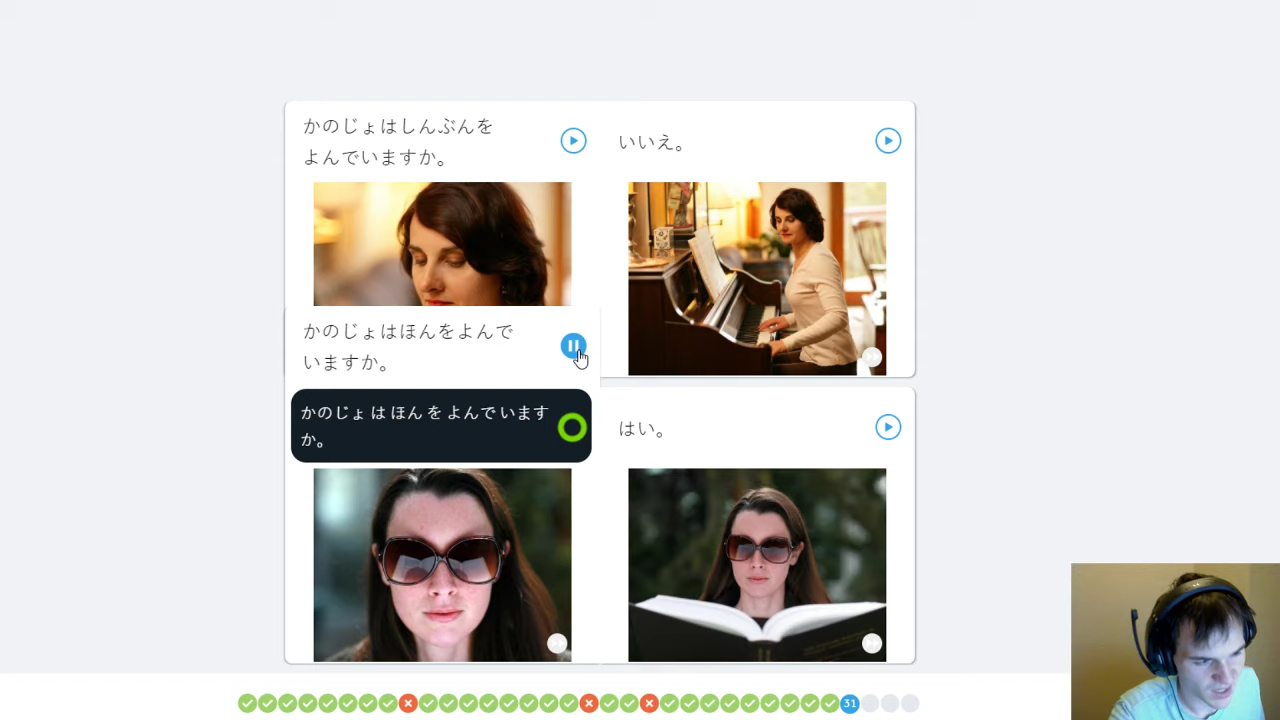 かのじょはしんぶんを
よんでいますか。
いいえ。
かのじょはほんをよんで
いますか。
かのじょ は ほん を よんで います
か。
はい。
31